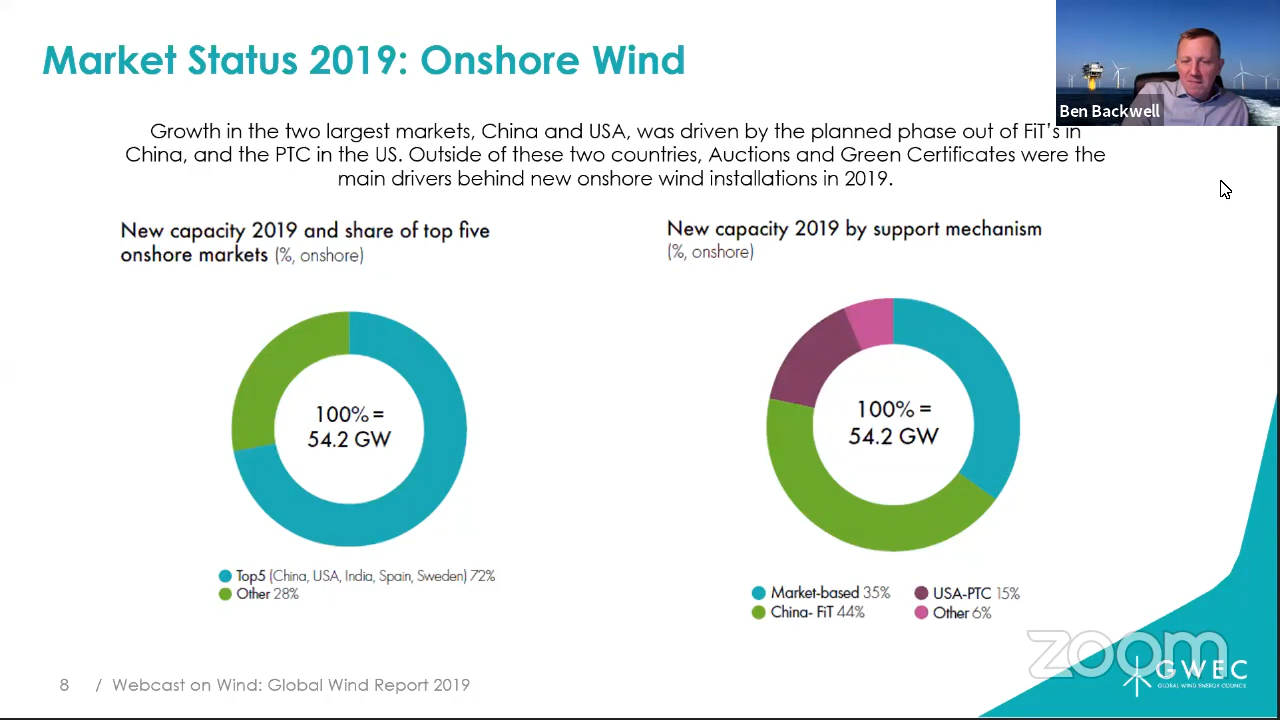 Market Status 2019: Onshore Wind
Ben Backwell
Growth in the two largest markets, China and USA, was driven by the planned phase out of FiT's in
China, and the PTC in the US. Outside of these two countries, Auctions and Green Certificates were the
main drivers behind new onshore wind installations in 2019.
New capacity 2019 and share of top five
onshore markets (%, onshore)
100% =
54.2 GW
Top5 (China, USA, India, Spain, Sweden) 72%
Other 28%
New capacity 2019 by support mechanism
(%, onshore)
100% =
54.2 GW
Market-based 35%
USA-PTC 15%
China- FiT 44%
Other 6%
zoom
GWEC
GLOBAL WIND ENERGY COUNCIL
8 / Webcast on Wind: Global Wind Report 2019